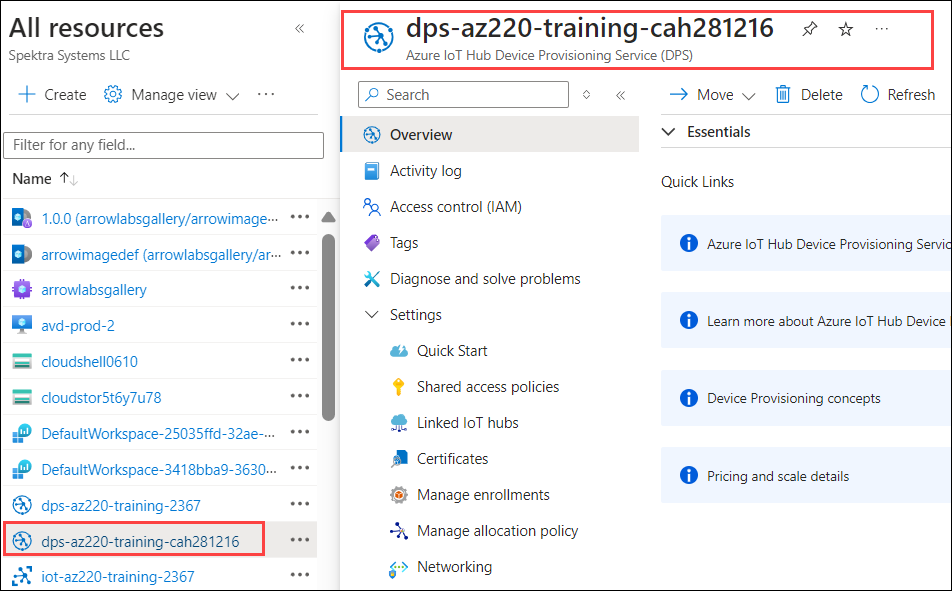 All resources
Spektra Systems LLC
Create
Manage view
Filter for any field...
Name
1.0.0 (arrowlabsgallery/arrowimage...
arrowimagedef (arrowlabsgallery/ar...
arrowlabsgallery
avd-prod-2
cloudshell0610
cloudstor5t6y7u78
DefaultWorkspace-25035ffd-32ae-...
DefaultWorkspace-3418bba9-3630...
dps-az220-training-2367
dps-az220-training-cah281216
iot-az220-training-2367
dps-az220-training-cah281216
Azure IoT Hub Device Provisioning Service (DPS)
Search
Overview
Activity log
Access control (IAM)
Tags
Diagnose and solve problems
Settings
Quick Start
Shared access policies
Linked IoT hubs
Certificates
Manage enrollments
Manage allocation policy
Networking
Move
Delete
Refresh
Essentials
Quick Links
Azure IoT Hub Device Provisioning Servic
Learn more about Azure IoT Hub Device
Device Provisioning concepts
Pricing and scale details